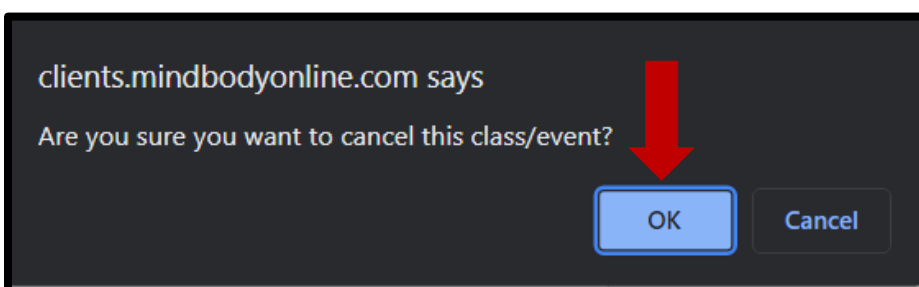 clients.mindbodyonline.com says
Are you sure you want to cancel this class/event?
OK
Cancel